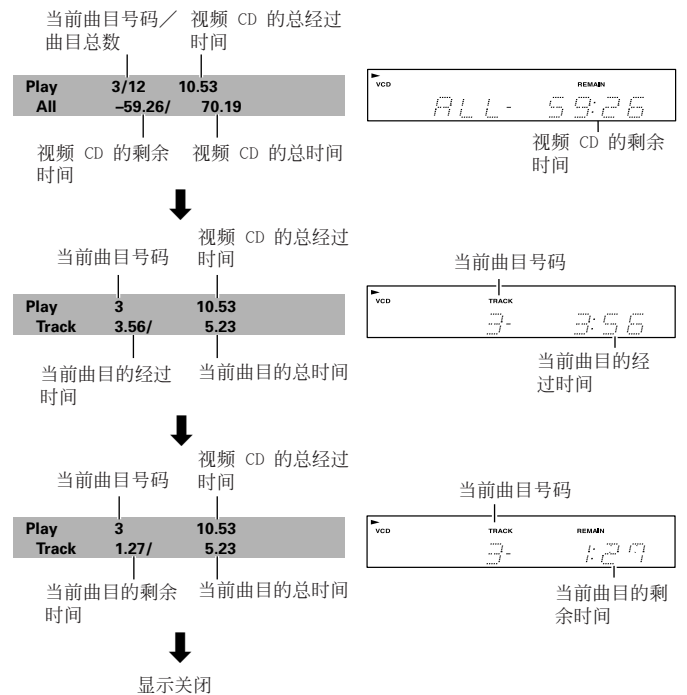 当前曲目号码／ 视频 CD 的总经过
曲目总数 时间
Play 3/12 10.53
All –59.26/ 70.19
视频 CD 的剩余 视频 CD 的总时间
时间
VCD REMAIN
ALL- 59:26
视频 CD 的剩余
时间
视频 CD 的总经过
当前曲目号码 时间
Play 3 10.53
Track 3.56/ 5.23
当前曲目的经过 当前曲目的总时间
时间
当前曲目号码
VCD TRACK
3- 3:56
当前曲目的经
过时间
视频 CD 的总经过
当前曲目号码 时间
Play 3 10.53
Track 1.27/ 5.23
当前曲目的剩余 当前曲目的总时间
时间
当前曲目号码
VCD TRACK REMAIN
3- 1:27
当前曲目的剩
余时间
显示关闭